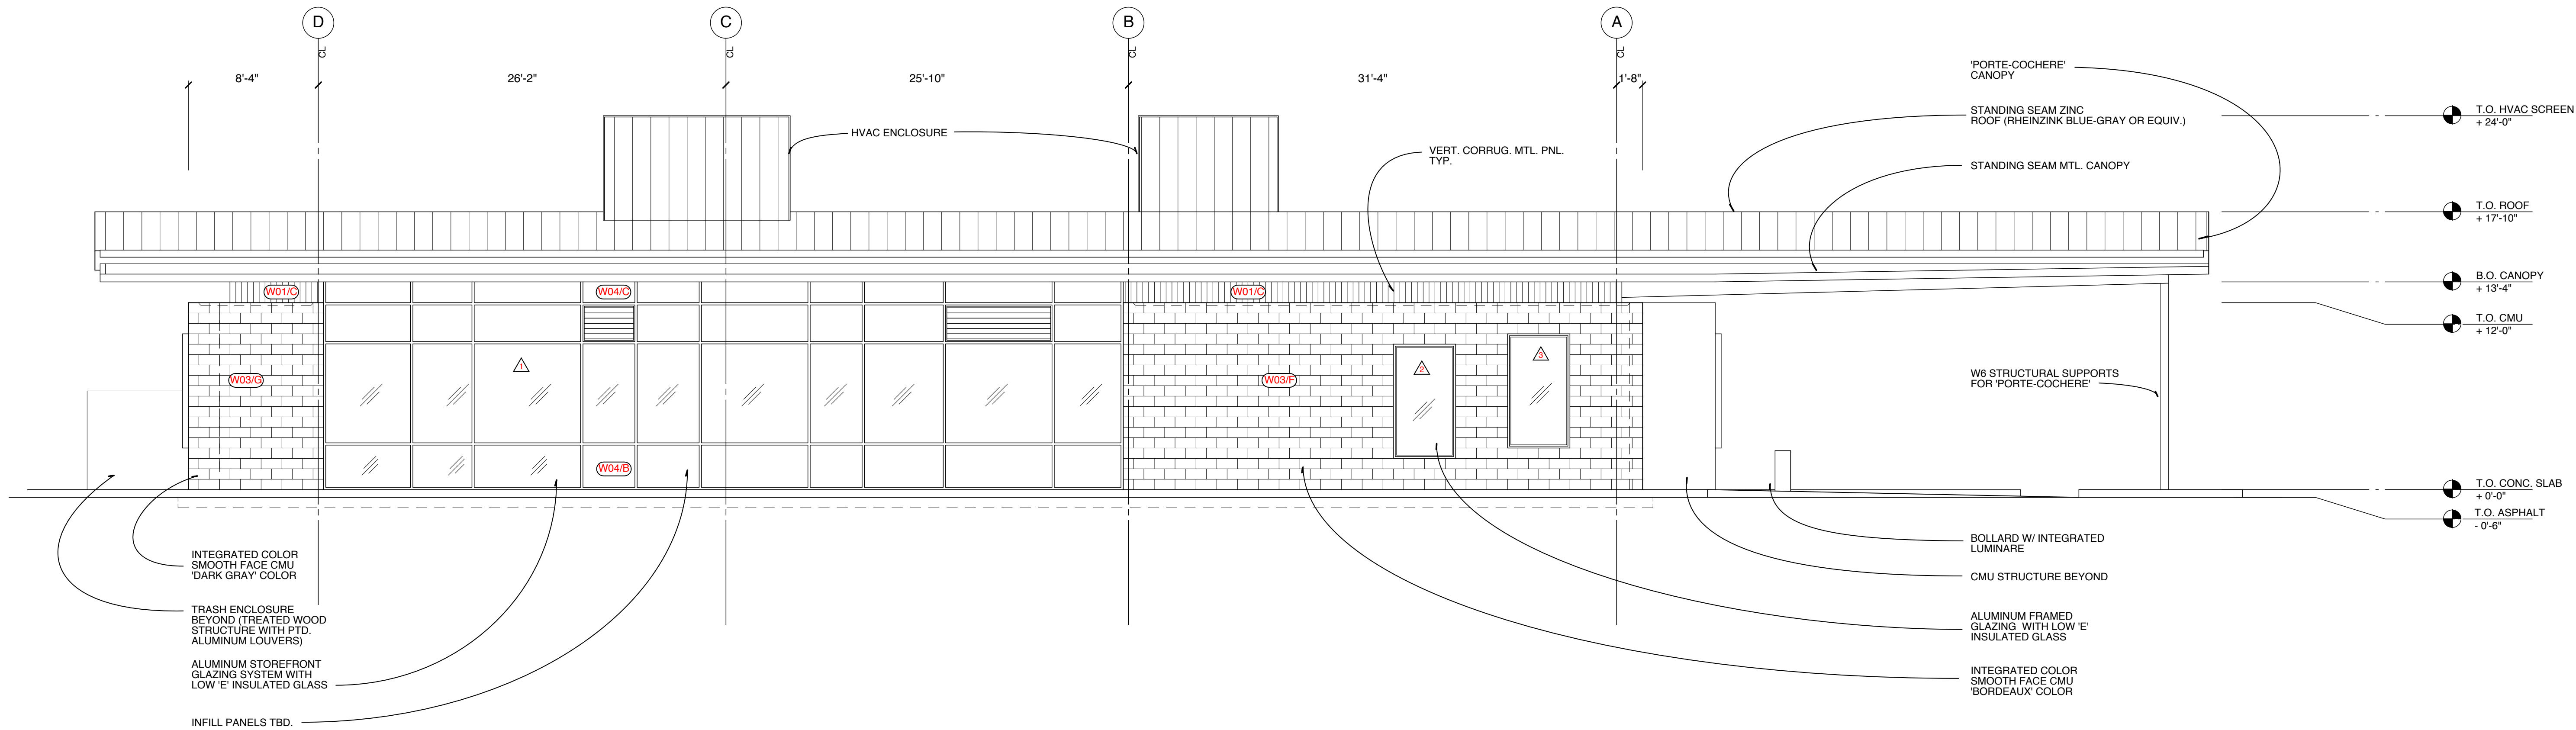 D
C
B
A
CL
CL
CL
CL
8'-4"
26'-2"
25'-10"
31'-4"
1'-8"
'PORTE-COCHERE'
CANOPY
STANDING SEAM ZINC
ROOF (RHEINZINK BLUE-GRAY OR EQUIV.)
STANDING SEAM MTL. CANOPY
HVAC ENCLOSURE
VERT. CORRUG. MTL. PNL.
TYP.
T.O. HVAC SCREEN
+ 24'-0"
T.O. ROOF
+ 17'-10"
B.O. CANOPY
+ 13'-4"
T.O. CMU
+ 12'-0"
W01/C
W04/C
W01/C
1
2
3
W03/G
W03/F
W04/B
W6 STRUCTURAL SUPPORTS
FOR 'PORTE-COCHERE'
T.O. CONC. SLAB
+ 0'-0"
T.O. ASPHALT
- 0'-6"
INTEGRATED COLOR
SMOOTH FACE CMU
'DARK GRAY' COLOR
TRASH ENCLOSURE
BEYOND (TREATED WOOD
STRUCTURE WITH PTD.
ALUMINUM LOUVERS)
ALUMINUM STOREFRONT
GLAZING SYSTEM WITH
LOW 'E' INSULATED GLASS
INFILL PANELS TBD.
BOLLARD W/ INTEGRATED
LUMINARE
CMU STRUCTURE BEYOND
ALUMINUM FRAMED
GLAZING WITH LOW 'E'
INSULATED GLASS
INTEGRATED COLOR
SMOOTH FACE CMU
'BORDEAUX' COLOR